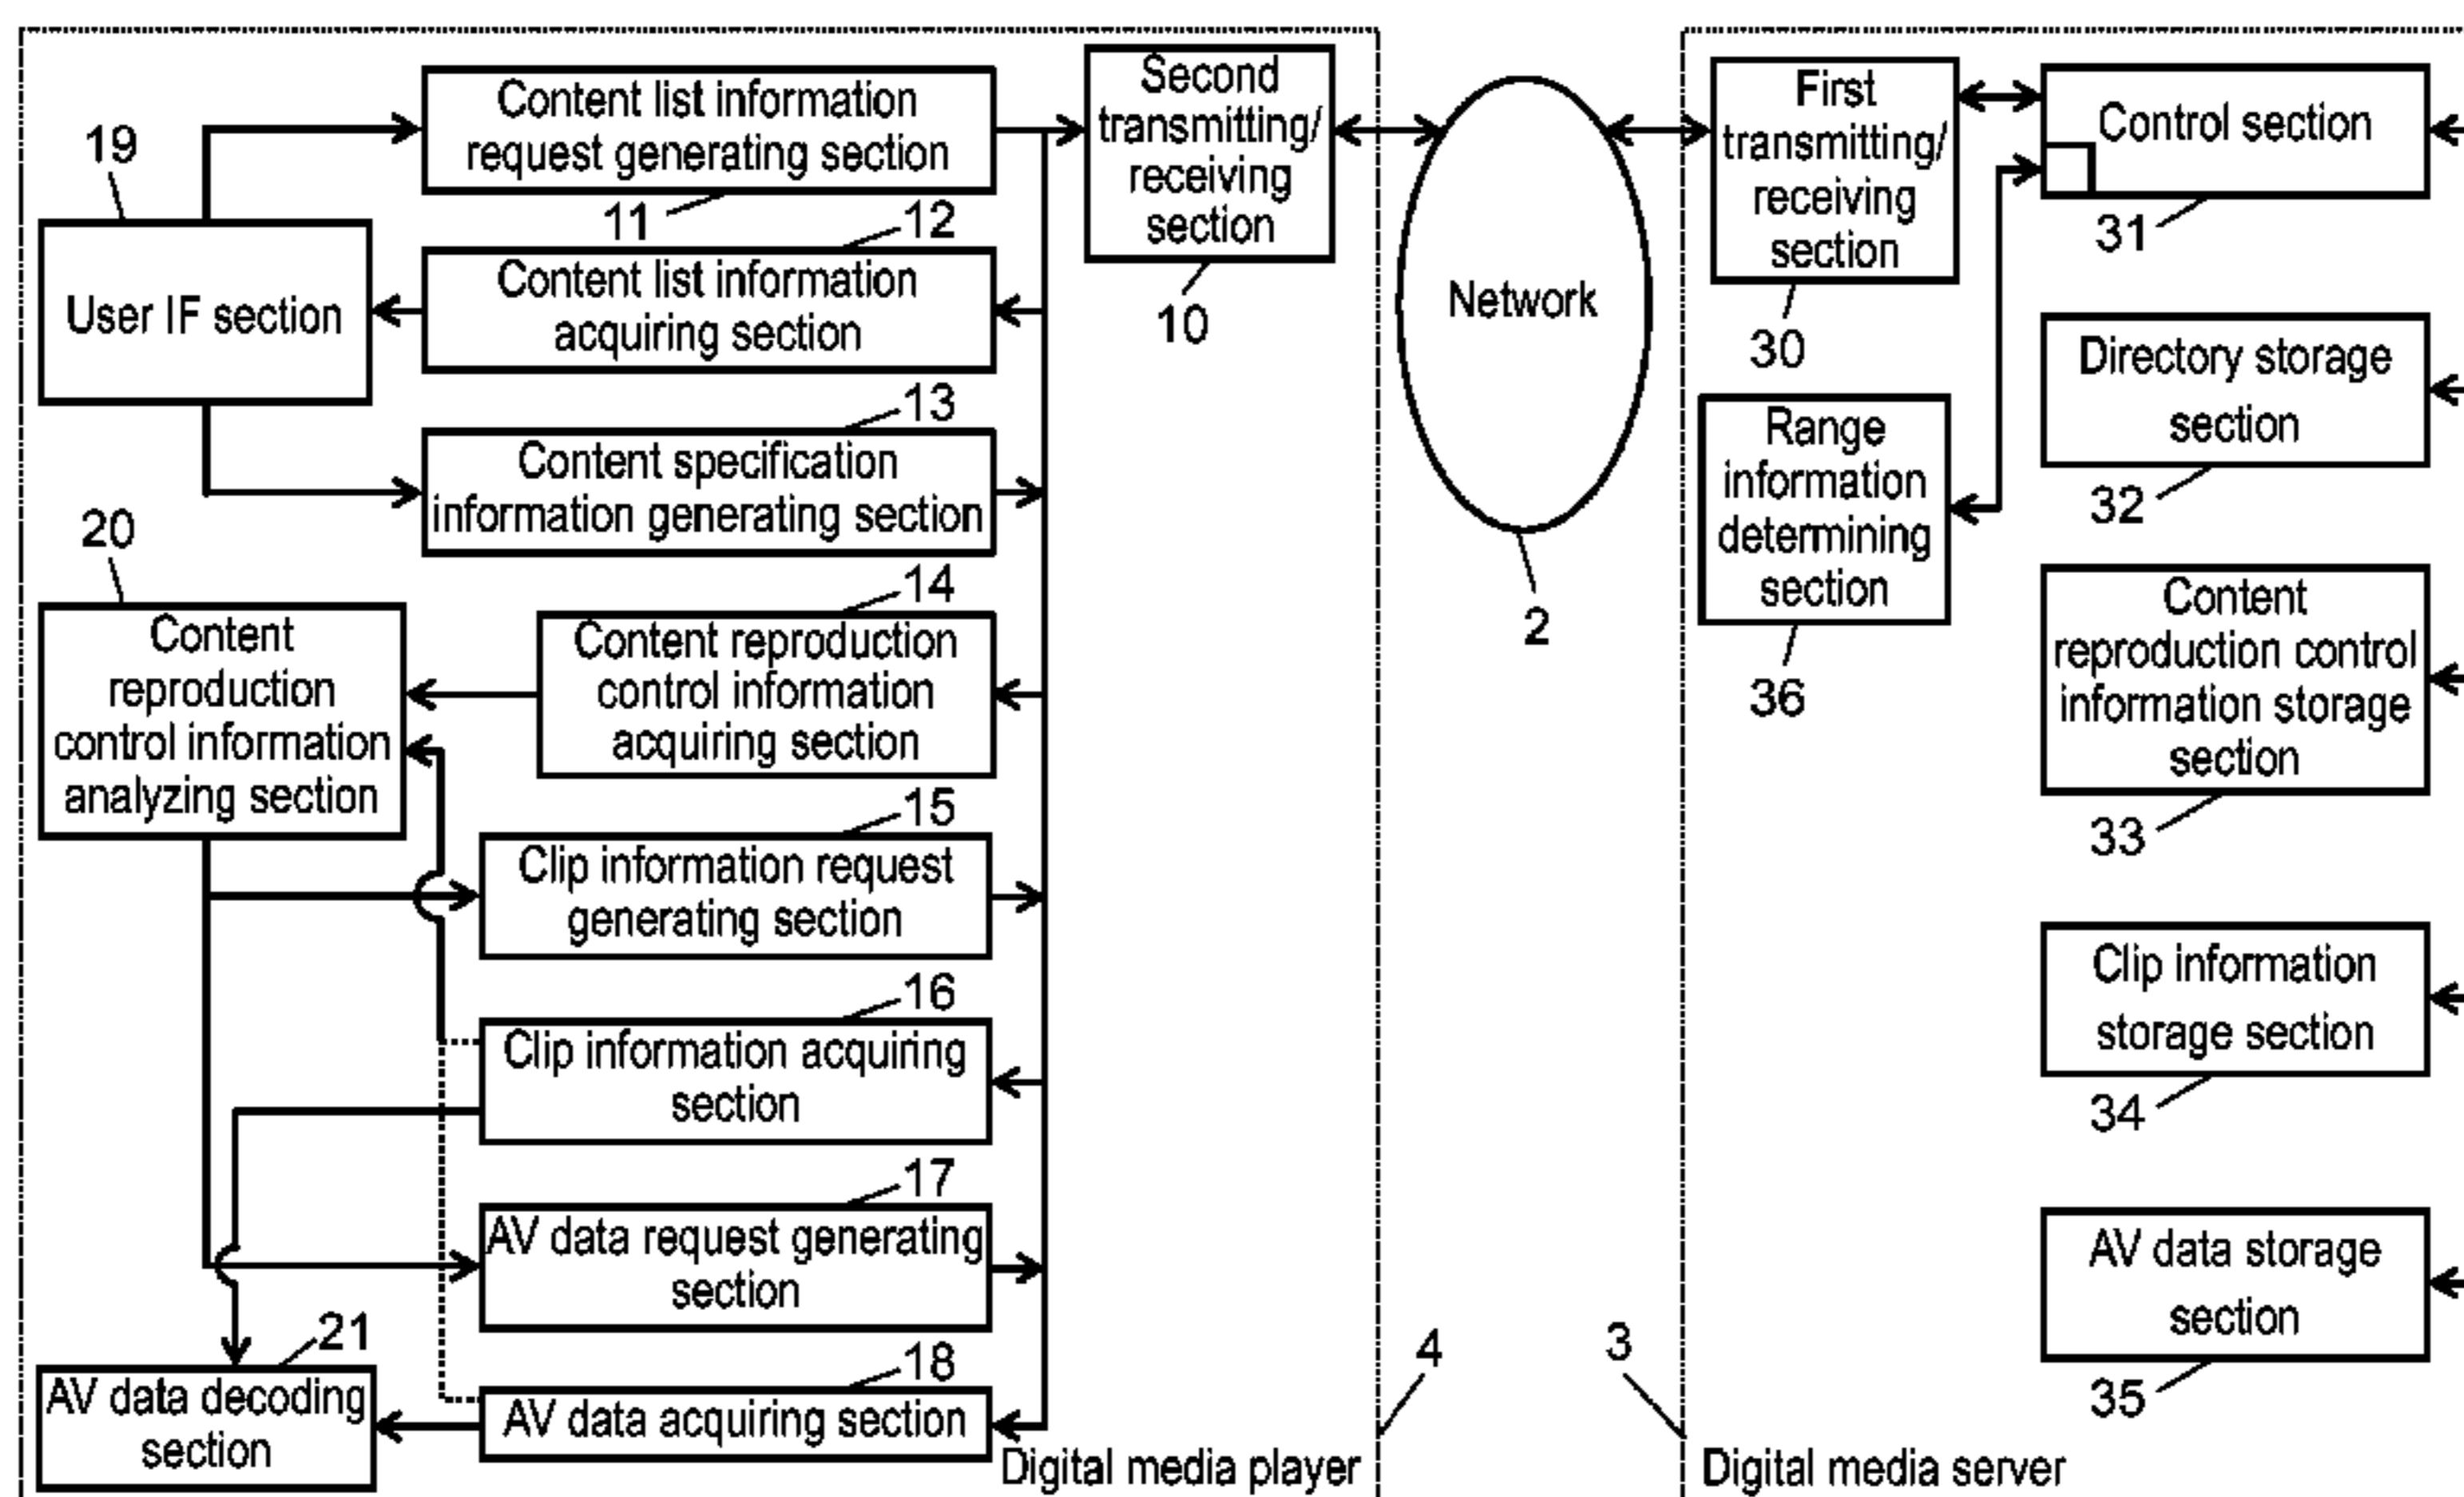 19
Content list information
request generating section
11
Second
transmitting/
receiving
section
10
First
transmitting/
receiving
section
30
Control section
31
User IF section
12
Content list information
acquiring section
Network
2
Directory storage
section
32
13
Content specification
information generating section
Range
information
determining
section
36
20
Content
reproduction
control information
analyzing section
14
Content reproduction
control information
acquiring section
Content
reproduction control
information storage
section
33
15
Clip information request
generating section
16
Clip information acquiring
section
Clip information
storage section
34
17
AV data request generating
section
AV data storage
section
35
21
AV data decoding
section
18
AV data acquiring section
Digital media player
4
3
Digital media server